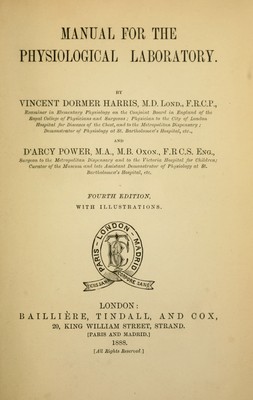 MANUAL FOR THE
PHYSIOLOGICAL LABORATORY.
BY
VINCENT DORMER HARRIS, M.D. LOND., F.R.C.P.,
Examiner in Elementary Physiology on the Conjoint Board in England of the
Royal College of Physicians and Surgeons; Physician to the City of London
Hospital for Diseases of the Chest, and to the Metropolitan Dispensary;
Demonstrator of Physiology at St. Bartholomew's Hospital, etc.,
AND
D'ARCY POWER, M.A., M.B. OXON., F.R.C.S. ENG.,
Surgeon to the Metropolitan Dispensary and to the Victoria Hospital for Children;
Curator of the Museum and late Assistant Demonstrator of Physiology at St.
Bartholomew's Hospital, etc.
FOURTH EDITION,
WITH ILLUSTRATIONS.
PARIS-LONDON-MADRID
LONDON:
BAILLIÈRE, TINDALL, AND COX,
20, KING WILLIAM STREET, STRAND.
[PARIS AND MADRID.]
1888.
[All Rights Reserved.]